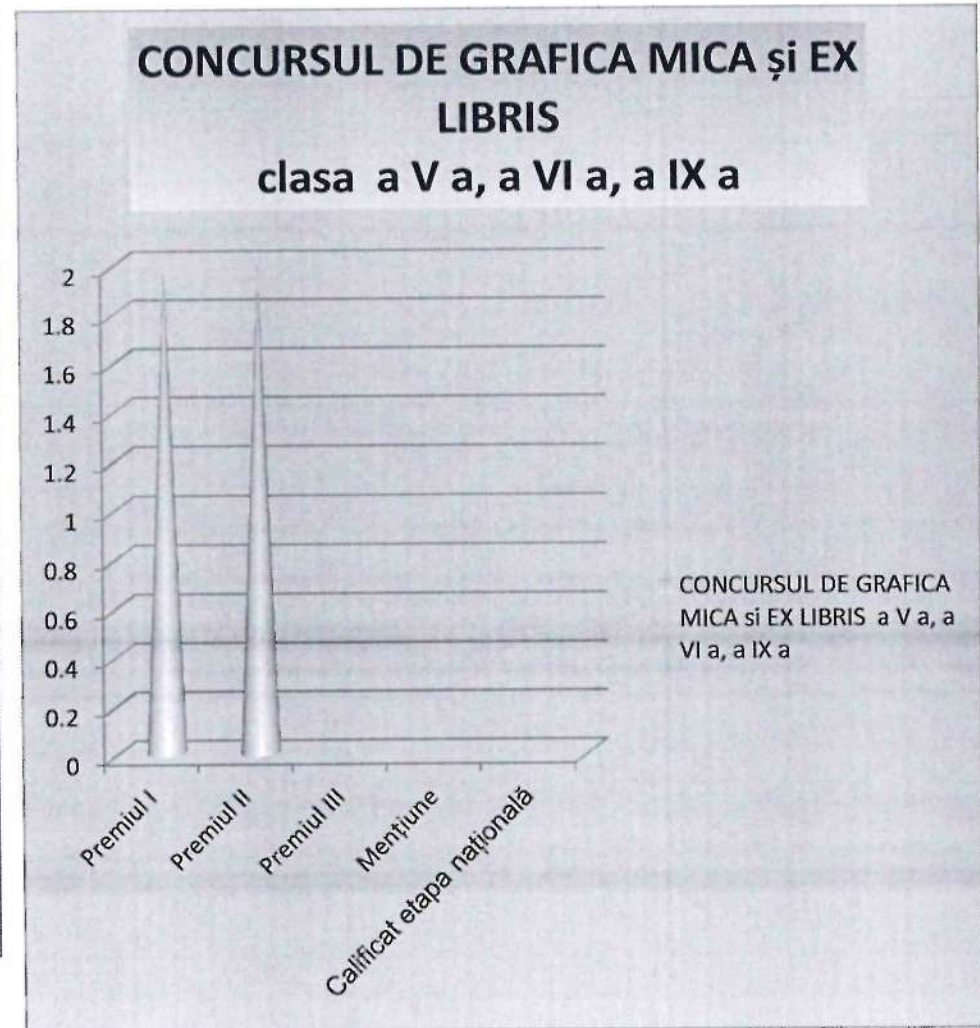 CONCURSUL DE GRAFICA MICA și EX
LIBRIS
clasa a V a, a VI a, a IX a
2
1.8
1.6
1.4
1.2
1
0.8
0.6
0.4
0.2
0
Premiul I
Premiul II
Premiul III
Mențiune
Calificat etapa națională
CONCURSUL DE GRAFICA
MICA si EX LIBRIS a V a, a
VI a, a IX a